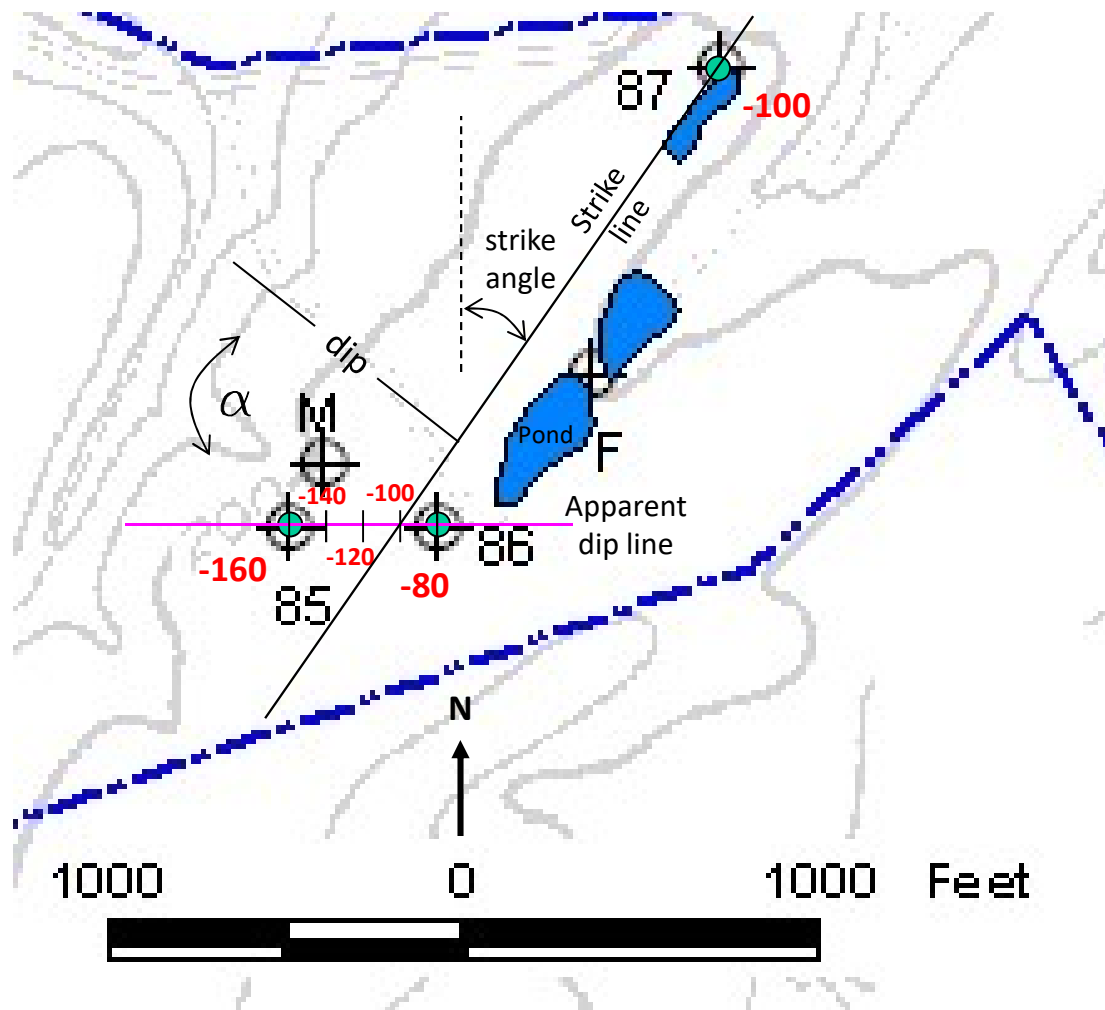 87
-100
Strike
line
strike
angle
dip
α
M
Pond
F
-140
-100
Apparent
dip line
86
-120
-160
-80
85
N
1000 0 1000 Feet